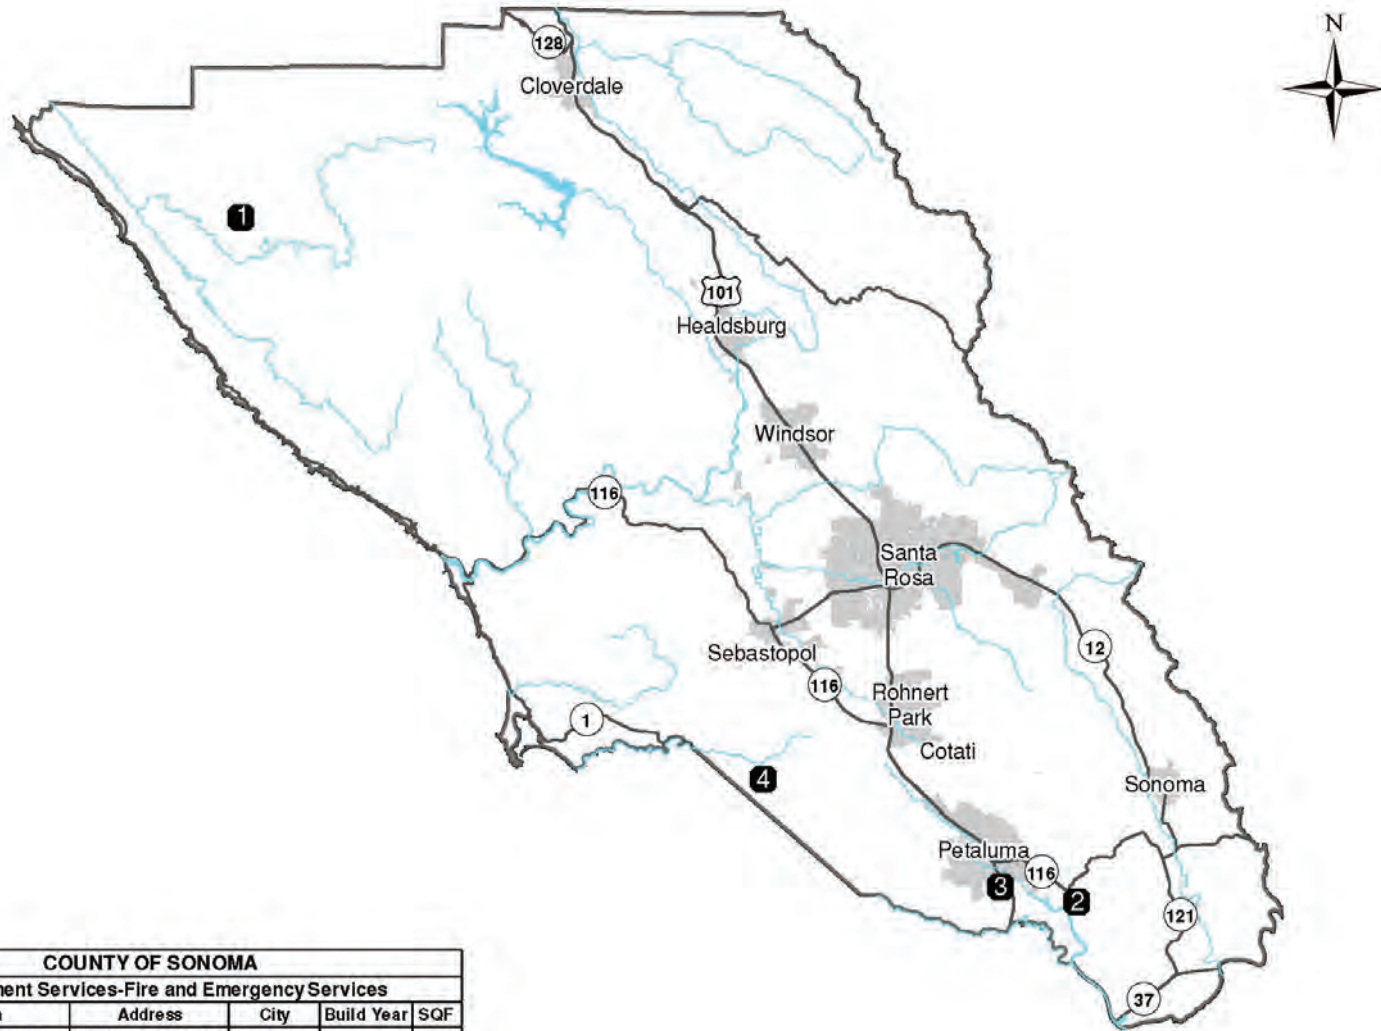 N
128
Cloverdale
1
101
Healdsburg
Windsor
116
Santa
Rosa
12
Sebastopol
116
Rohnert
Park
1
Cotati
4
Sonoma
Petaluma
116
3
2
121
37
COUNTY OF SONOMA
Services-Fire and Emergency Services
Address City Build Year SQF